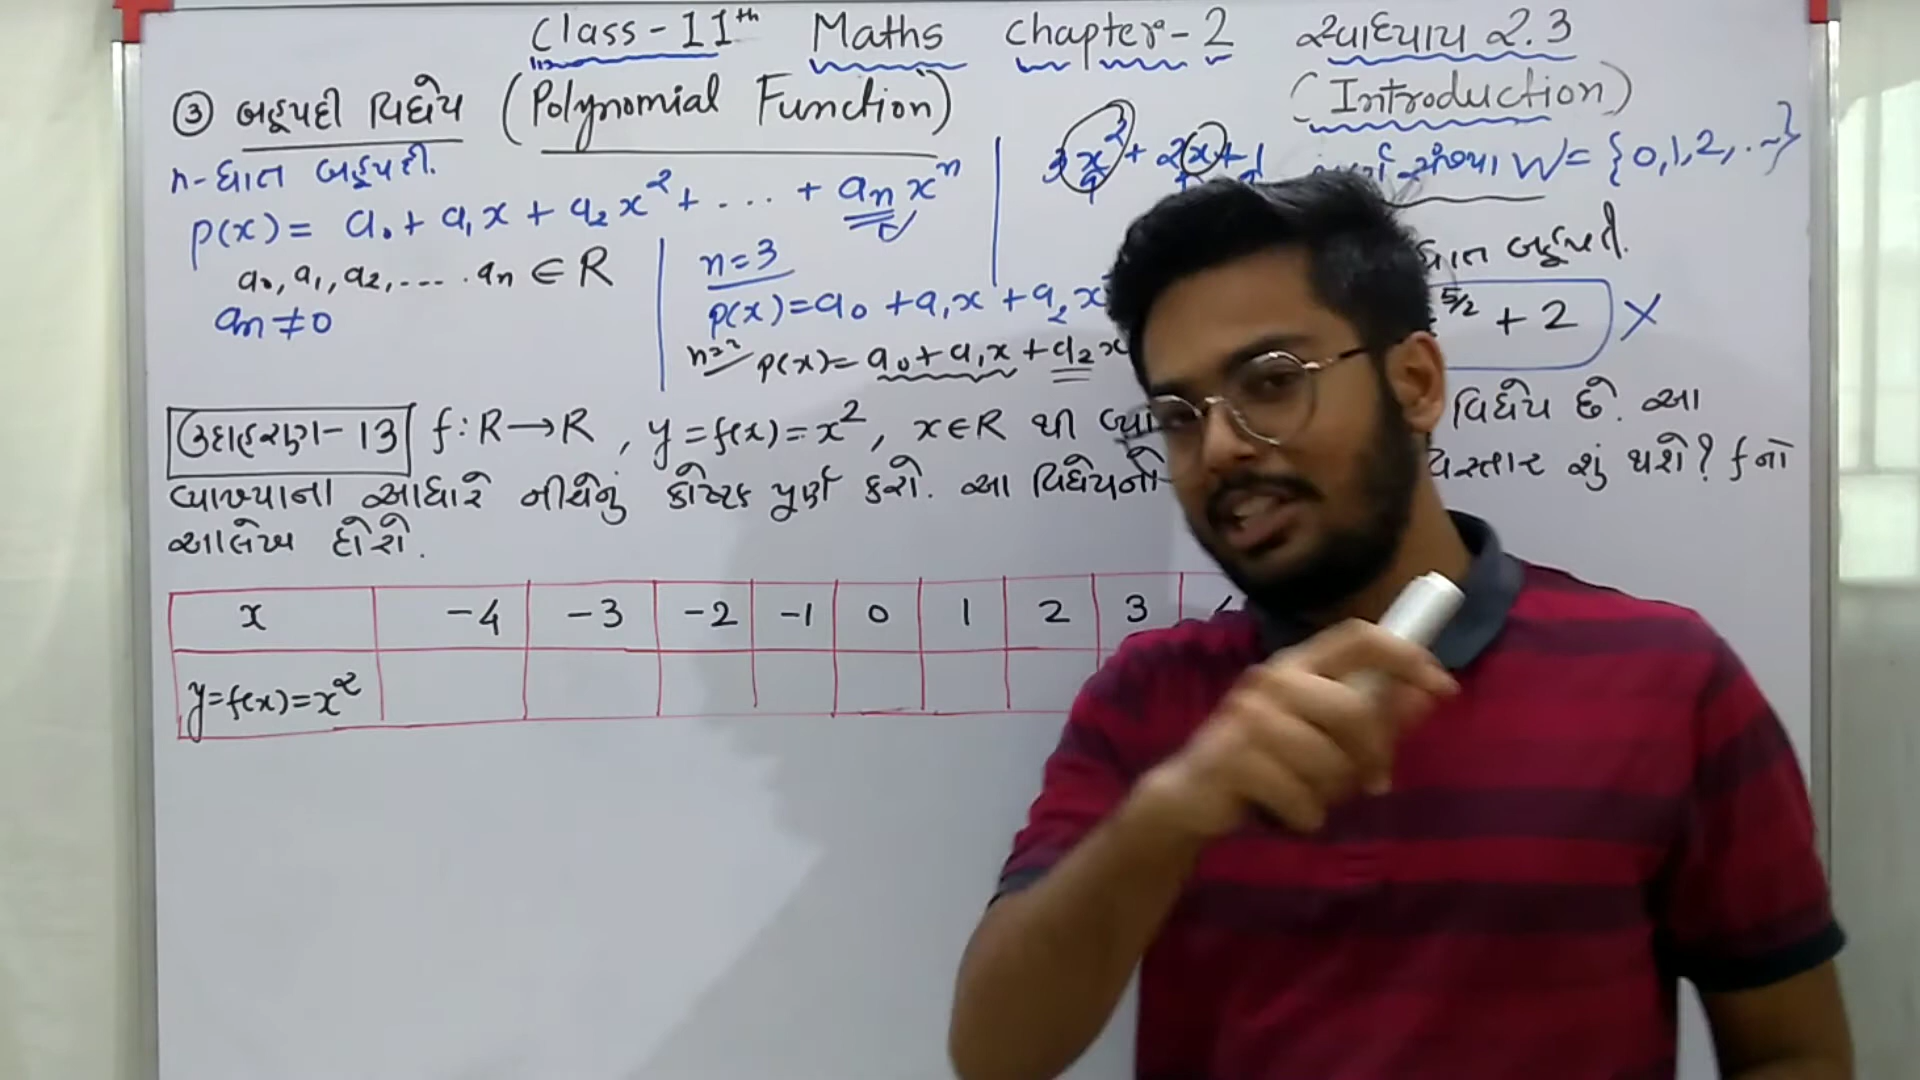 Class-11th Maths Chapter-2 સ્વાધ્યાય 2.3
(Introduction)
③ બહુપદી વિધેય (Polynomial Function)
n-ઘાત બહુપદી.
p(x) = a₀ + a₁x + a₂x² + ... + aₙxⁿ
a₀, a₁, a₂, .... aₙ ∈ R
aₙ ≠ 0
n=3
p(x) = a₀ + a₁x + a₂x
n=2 p(x) = a₀ + a₁x + a₂x
x² + 2x + 1
સંખ્યા W = {0,1,2,...}
ઘાત બહુપદી.
5/2 + 2 ×
ઉદાહરણ-13 f: R→R, y = f(x) = x², x∈R થી વિધેય છે. આ
વ્યાખ્યાના આધારે નીચેનું કોષ્ટક પૂર્ણ કરો. આ વિધેયનો વિસ્તાર શું થશે? f નો
આલેખ દોરો.
x -4 -3 -2 -1 0 1 2 3
y=f(x)=x²